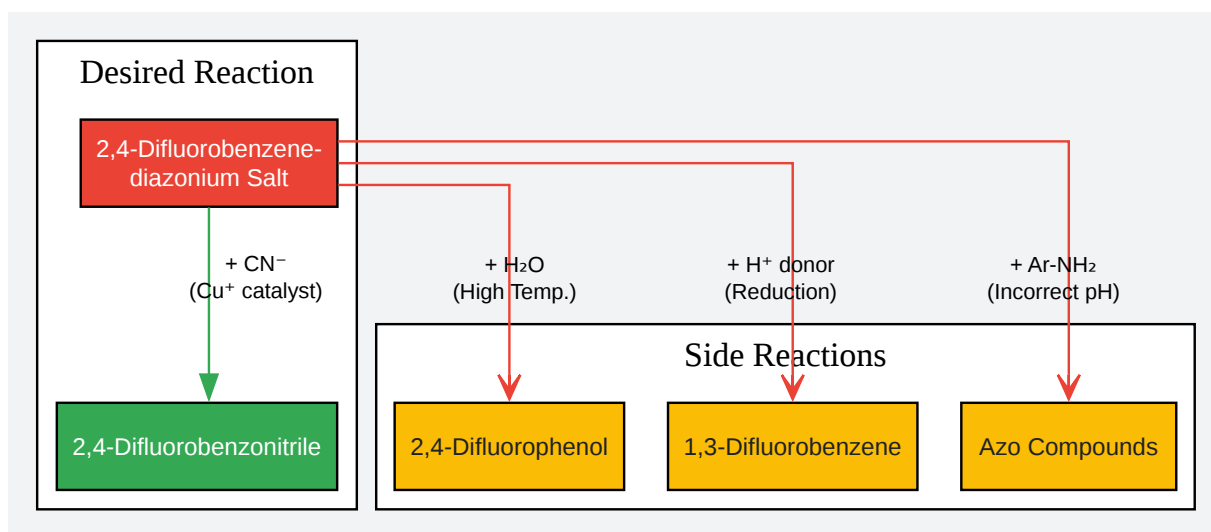 Desired Reaction
2,4-Difluorobenzene-
diazonium Salt
+ CN⁻
(Cu⁺ catalyst)
+ H₂O
(High Temp.)
+ H⁺ donor
(Reduction)
+ Ar-NH₂
(Incorrect pH)
Side Reactions
2,4-Difluorobenzonitrile
2,4-Difluorophenol
1,3-Difluorobenzene
Azo Compounds